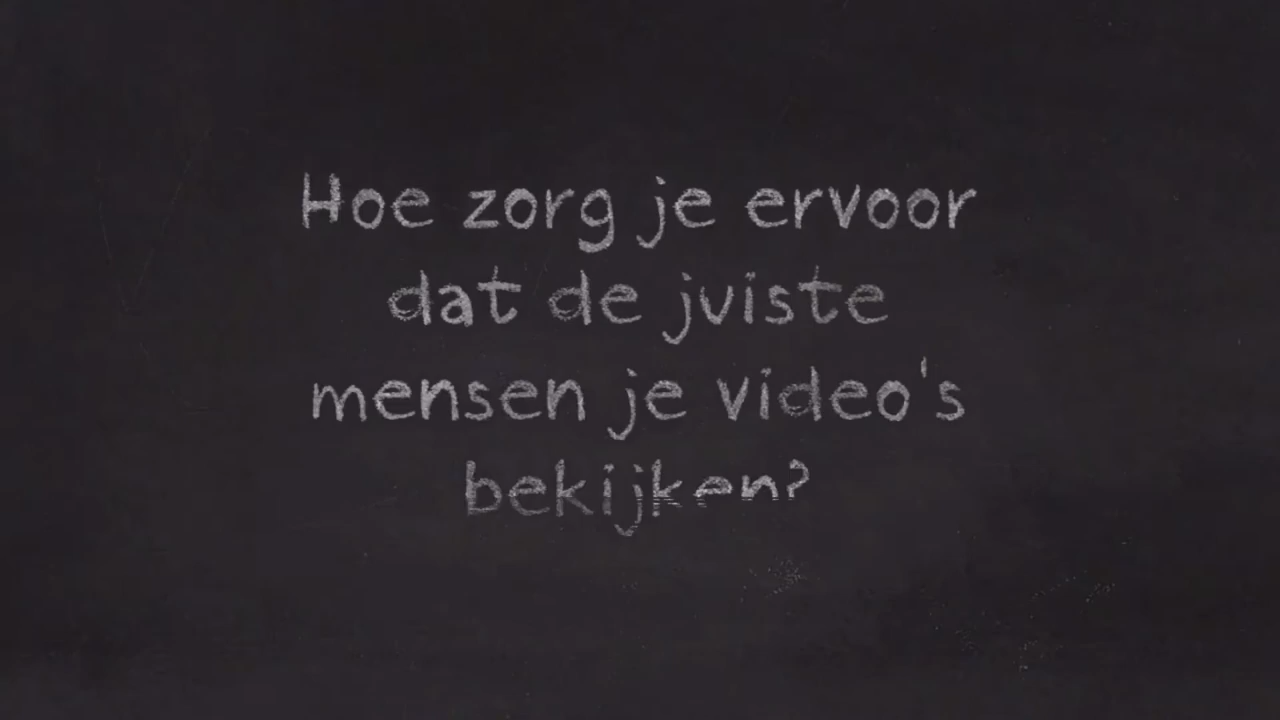 Hoe zorg je ervoor
dat de juiste
mensen je video's
bekijken?